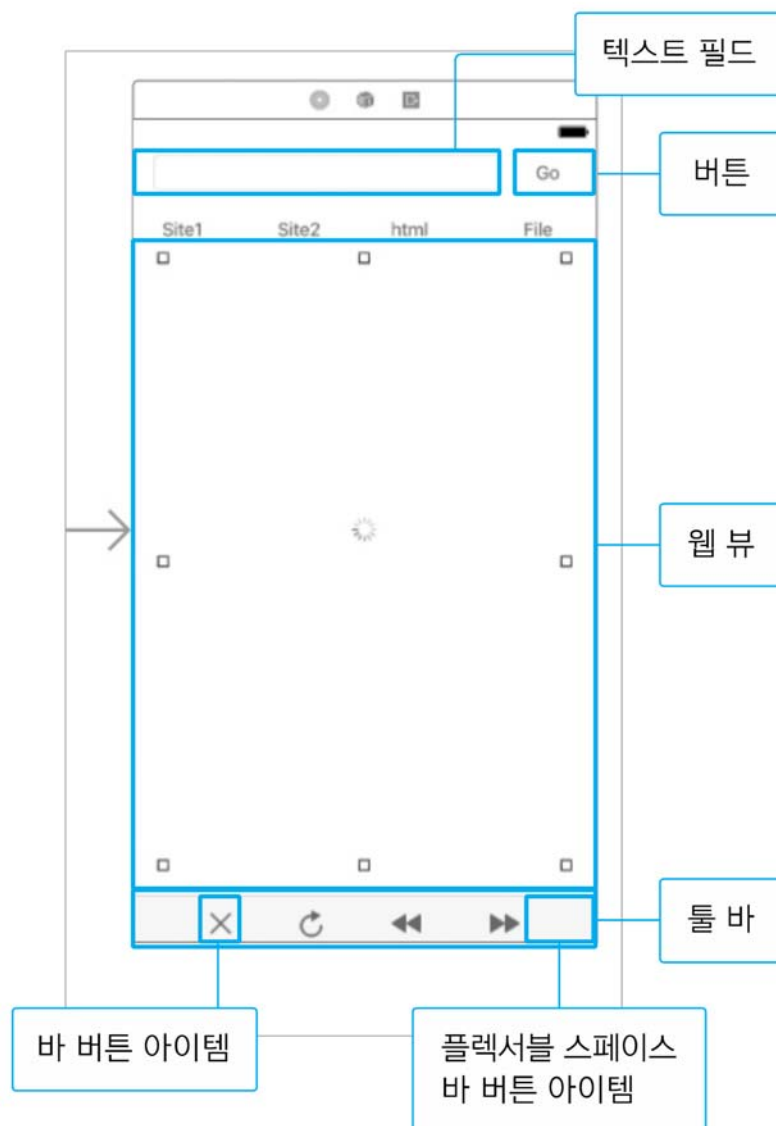 텍스트 필드
Go
버튼
Site1
Site2
html
File
웹 뷰
툴 바
바 버튼 아이템
플렉서블 스페이스
바 버튼 아이템